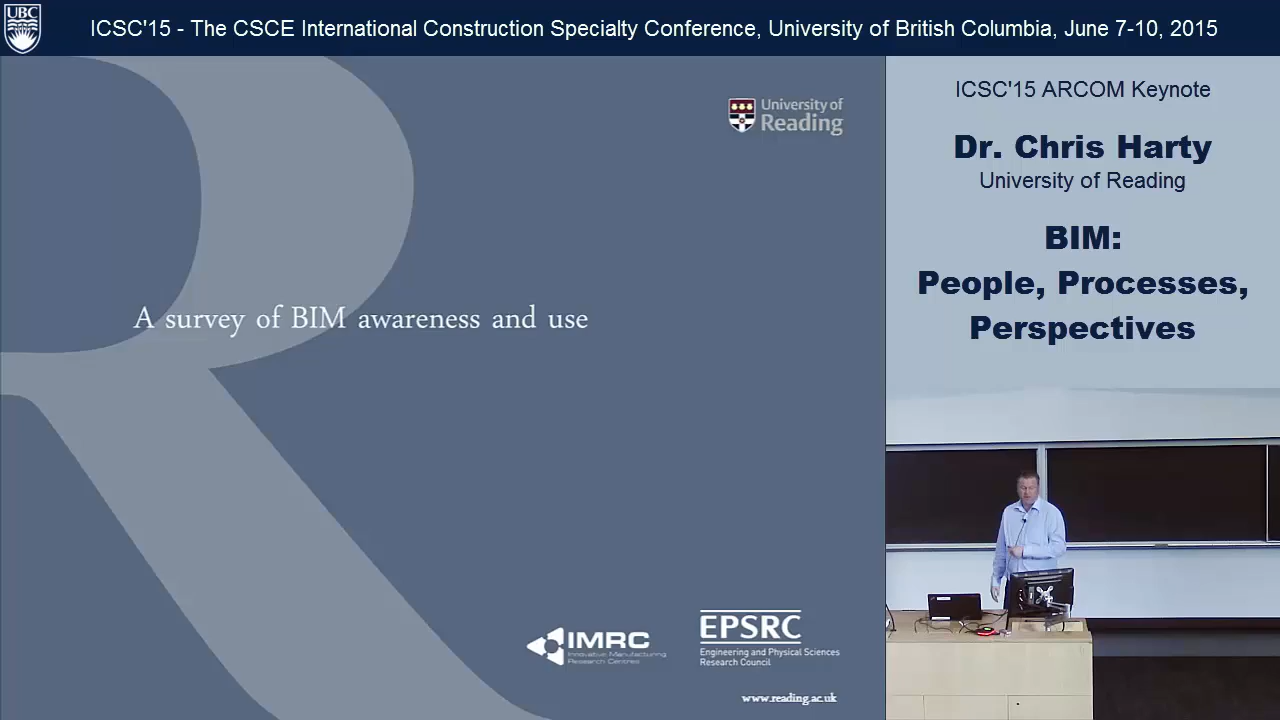 UBC
ICSC'15 - The CSCE International Construction Specialty Conference, University of British Columbia, June 7-10, 2015
University of
Reading
A survey of BIM awareness and use
IMRC
Innovative Manufacturing
Research Centres
EPSRC
Engineering and Physical Sciences
Research Council
www.reading.ac.uk
ICSC'15 ARCOM Keynote
Dr. Chris Harty
University of Reading
BIM:
People, Processes,
Perspectives